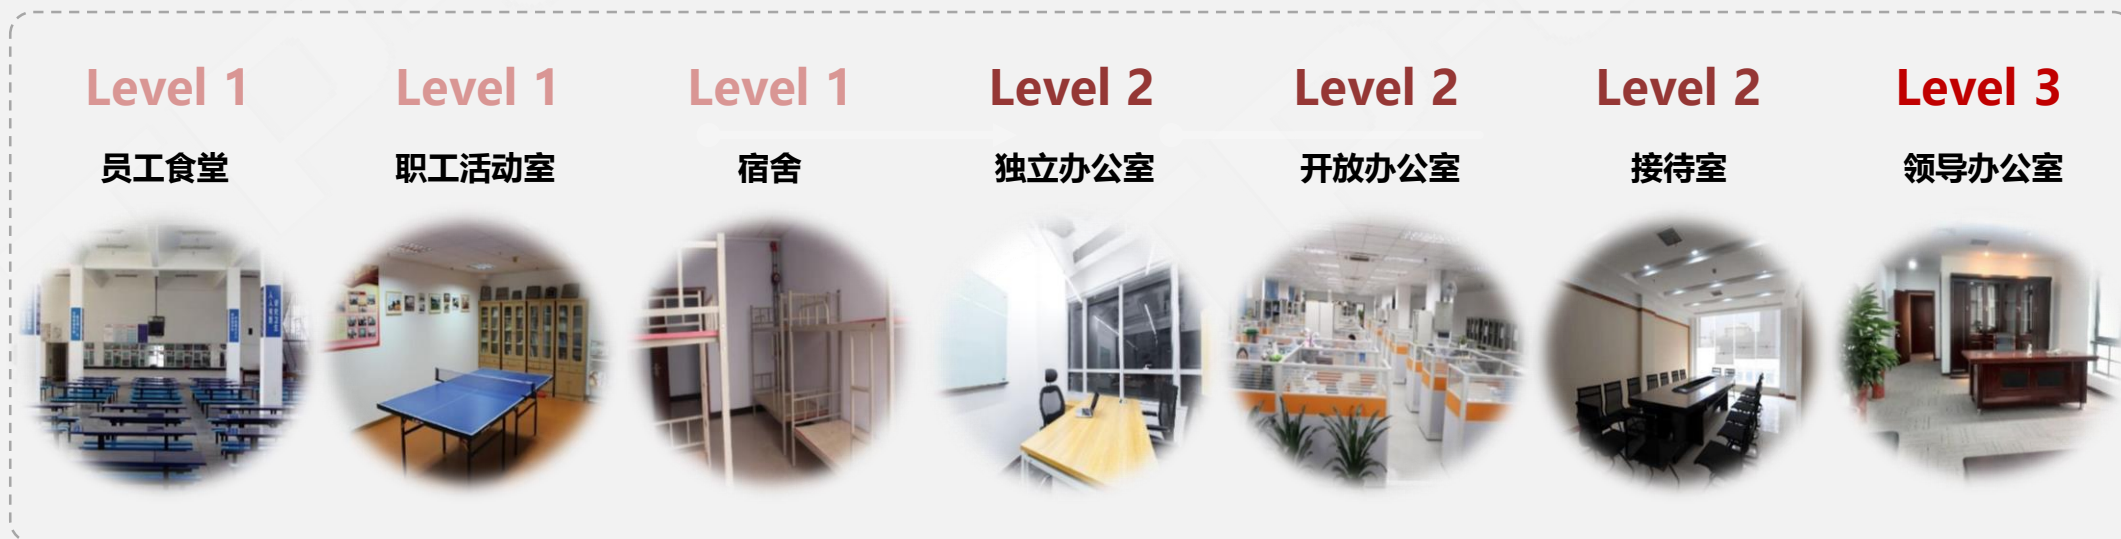 Level 1
Level 1
Level 1
Level 2
Level 2
Level 2
Level 3
员工食堂
职工活动室
宿舍
独立办公室
开放办公室
接待室
领导办公室